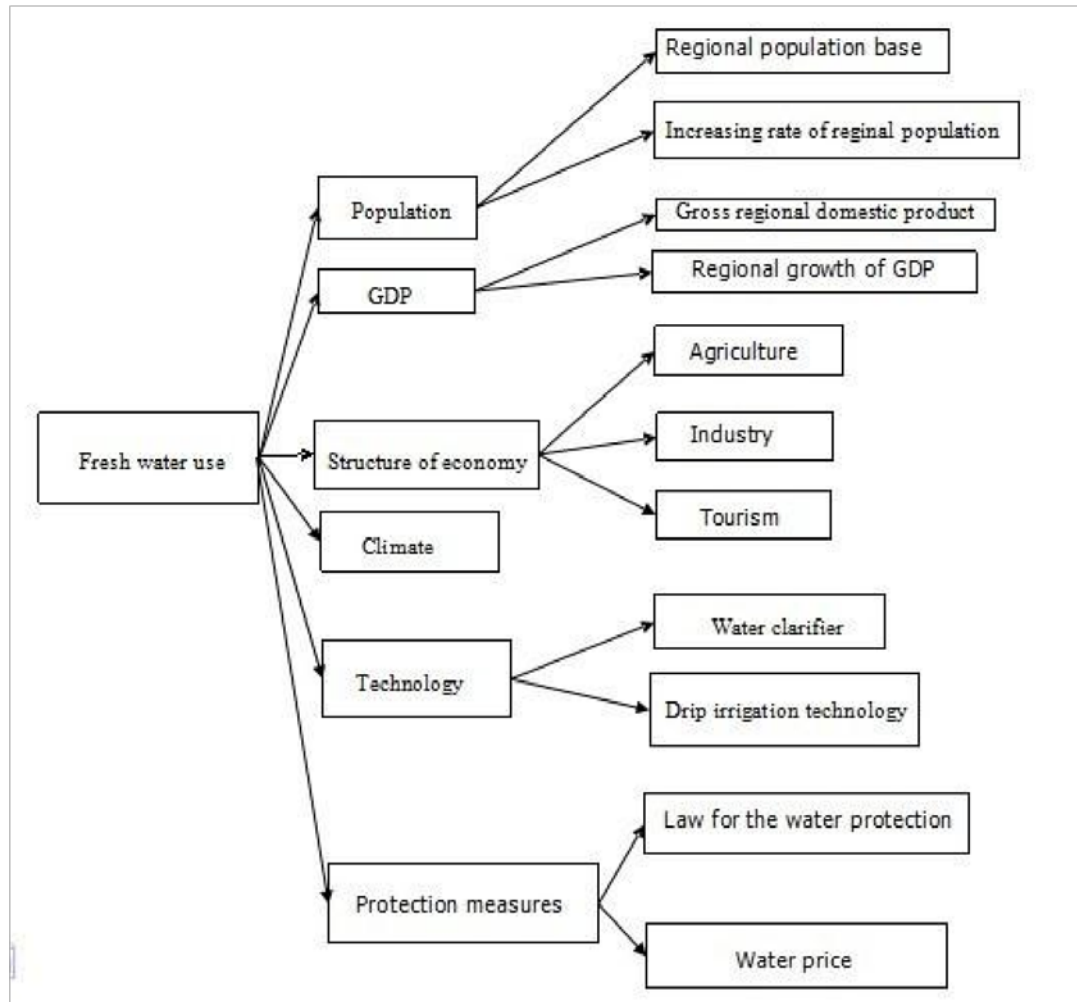 Regional population base
Increasing rate of reginal population
Population
Gross regional domestic product
Regional growth of GDP
GDP
Agriculture
Industry
Fresh water use
Structure of economy
Tourism
Climate
Water clarifier
Technology
Drip irrigation technology
Law for the water protection
Protection measures
Water price